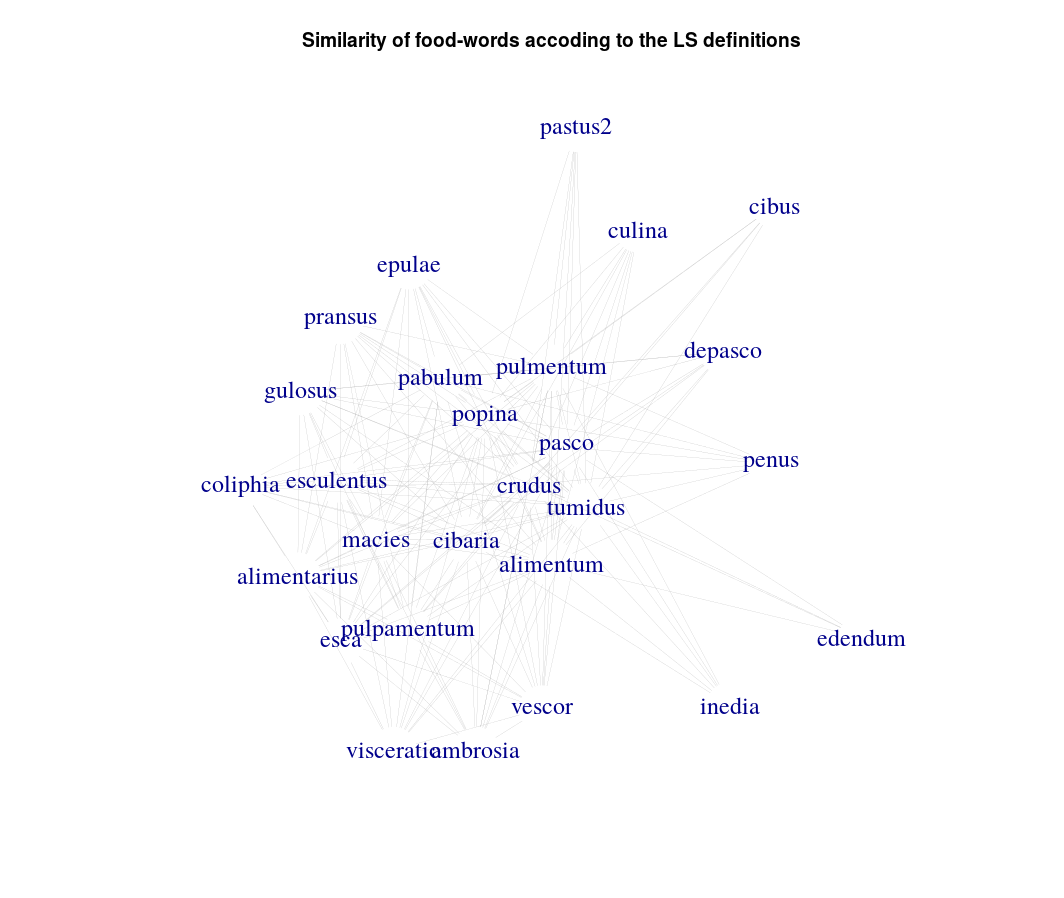 Similarity of food-words accoding to the LS definitions
pastus2
cibus
culina
epulae
pransus
depasco
pulmentum
pabulum
gulosus
popina
pasco
penus
esculentus
coliphia
crudus
tumidus
macies
cibaria
alimentum
alimentarius
pulpamentum
esca
edendum
vescor
inedia
visceratio
ambrosia